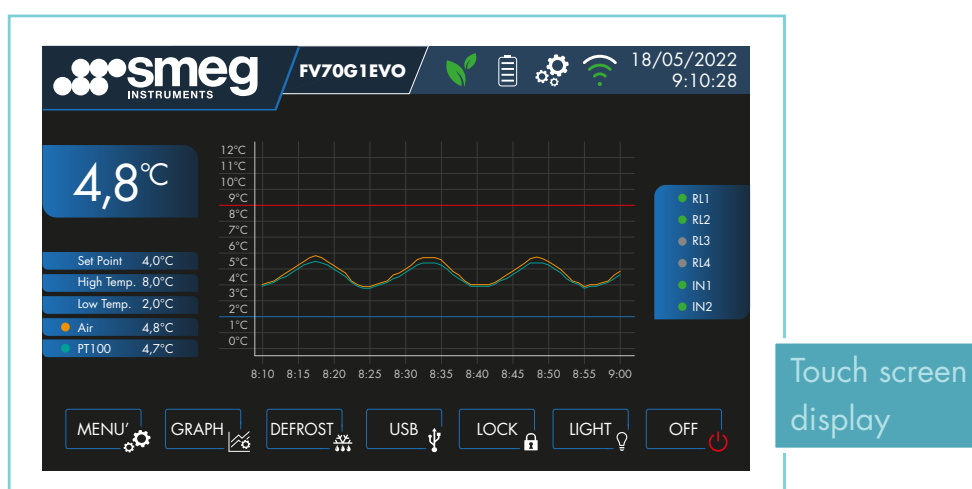 smeg
INSTRUMENTS
FV70G1EVO
18/05/2022
9:10:28
4,8°C
Set Point 4,0°C
High Temp. 8,0°C
Low Temp. 2,0°C
Air 4,8°C
PT100 4,7°C
12°C
11°C
10°C
9°C
8°C
7°C
6°C
5°C
4°C
3°C
2°C
1°C
0°C
8:10 8:15 8:20 8:25 8:30 8:35 8:40 8:45 8:50 8:55 9:00
RL1
RL2
RL3
RL4
IN1
IN2
MENU' GRAPH DEFROST USB LOCK LIGHT OFF
Touch screen
display